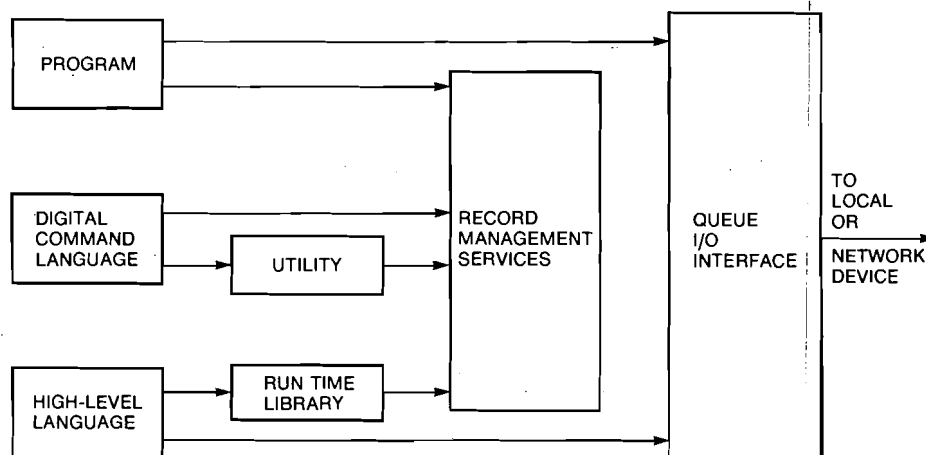 PROGRAM
DIGITAL
COMMAND
LANGUAGE
UTILITY
RECORD
MANAGEMENT
SERVICES
QUEUE
I/O
INTERFACE
TO
LOCAL
OR
NETWORK
DEVICE
RUN TIME
LIBRARY
HIGH-LEVEL
LANGUAGE